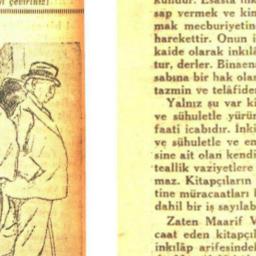 çeviriniz!
kundur. Esasta ink
sap vermek ve kim
mak mecburiyetin
harekettir. Onun i
kaide olarak inkılâ
tur, derler. Binaena
sabına bir hak olar
tazmin ve telâfider
Yalnız şu var ki
ve sühuletle yürür
faati icabıdır. İnki
ve sühuletle ve en
sine ait olan kendi
teallik vaziyetlere
maz. Kitapçıların
tine müracaatları l
dahil bir iş sayılab
Zaten Maarif V
caat eden kitapçıl
inkılâp arifesindel